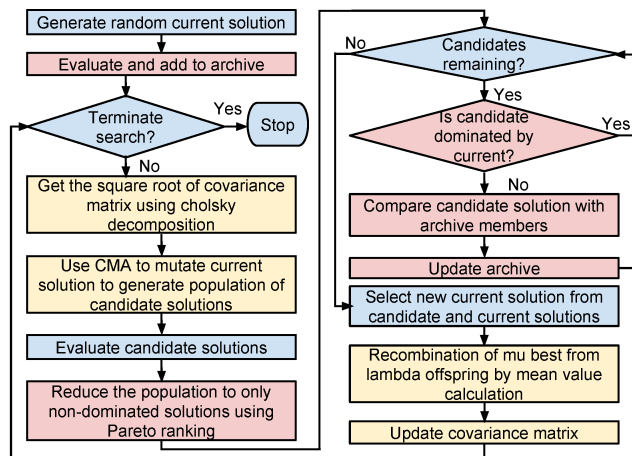 Generate random current solution
Evaluate and add to archive
Terminate
search?
Yes
Stop
No
Get the square root of covariance
matrix using cholsky
decomposition
Use CMA to mutate current
solution to generate population of
candidate solutions
Evaluate candidate solutions
Reduce the population to only
non-dominated solutions using
Pareto ranking
No
Candidates
remaining?
Yes
Is candidate
dominated by
current?
Yes
No
Compare candidate solution with
archive members
Update archive
Select new current solution from
candidate and current solutions
Recombination of mu best from
lambda offspring by mean value
calculation
Update covariance matrix